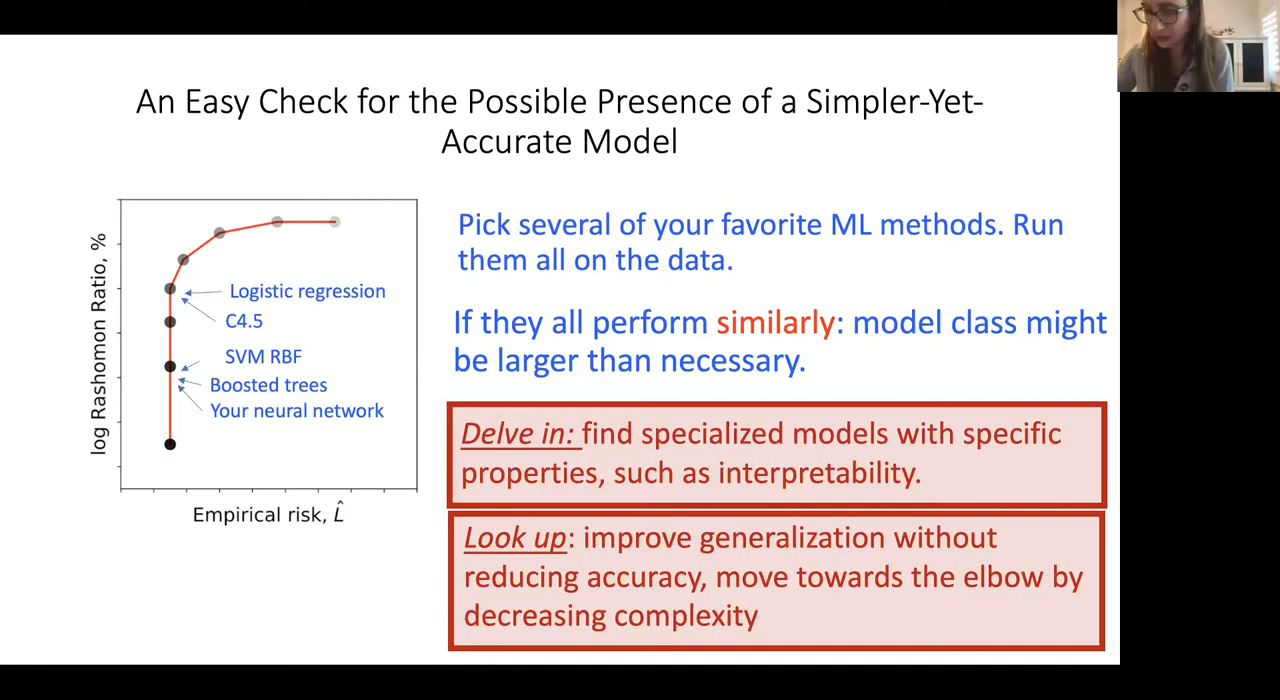 An Easy Check for the Possible Presence of a Simpler-Yet-
Accurate Model
log Rashomon Ratio, %
Logistic regression
C4.5
SVM RBF
Boosted trees
Your neural network
Empirical risk, L̂
Pick several of your favorite ML methods. Run
them all on the data.
If they all perform similarly: model class might
be larger than necessary.
Delve in: find specialized models with specific
properties, such as interpretability.
Look up: improve generalization without
reducing accuracy, move towards the elbow by
decreasing complexity